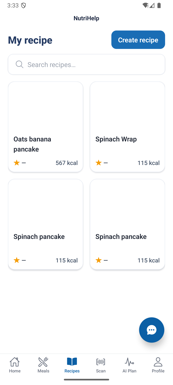 3:33
NutriHelp
My recipe
Create recipe
Search recipes...
Oats banana
pancake
★ –
567 kcal
Spinach Wrap
★ –
115 kcal
Spinach pancake
★ –
115 kcal
Spinach pancake
★ –
115 kcal
Home
Meals
Recipes
Scan
AI Plan
Profile